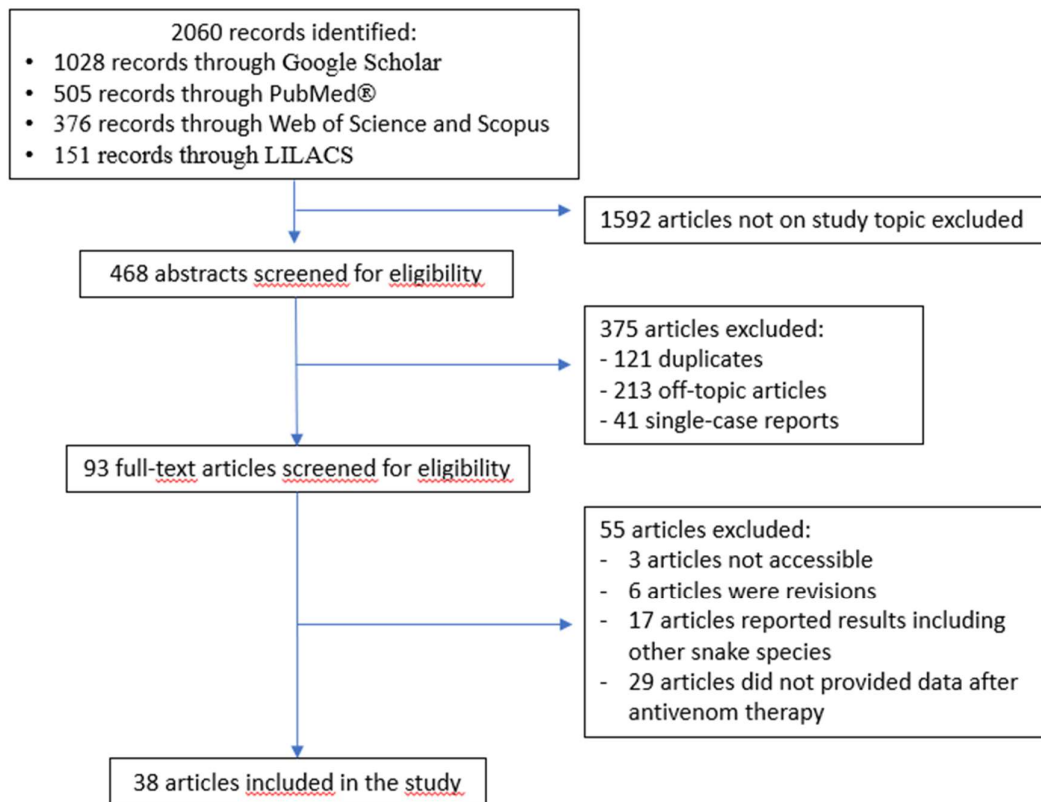 2060 records identified:
• 1028 records through Google Scholar
• 505 records through PubMed®
• 376 records through Web of Science and Scopus
• 151 records through LILACS
1592 articles not on study topic excluded
468 abstracts screened for eligibility
375 articles excluded:
- 121 duplicates
- 213 off-topic articles
- 41 single-case reports
93 full-text articles screened for eligibility
55 articles excluded:
- 3 articles not accessible
- 6 articles were revisions
- 17 articles reported results including
other snake species
- 29 articles did not provided data after
antivenom therapy
38 articles included in the study